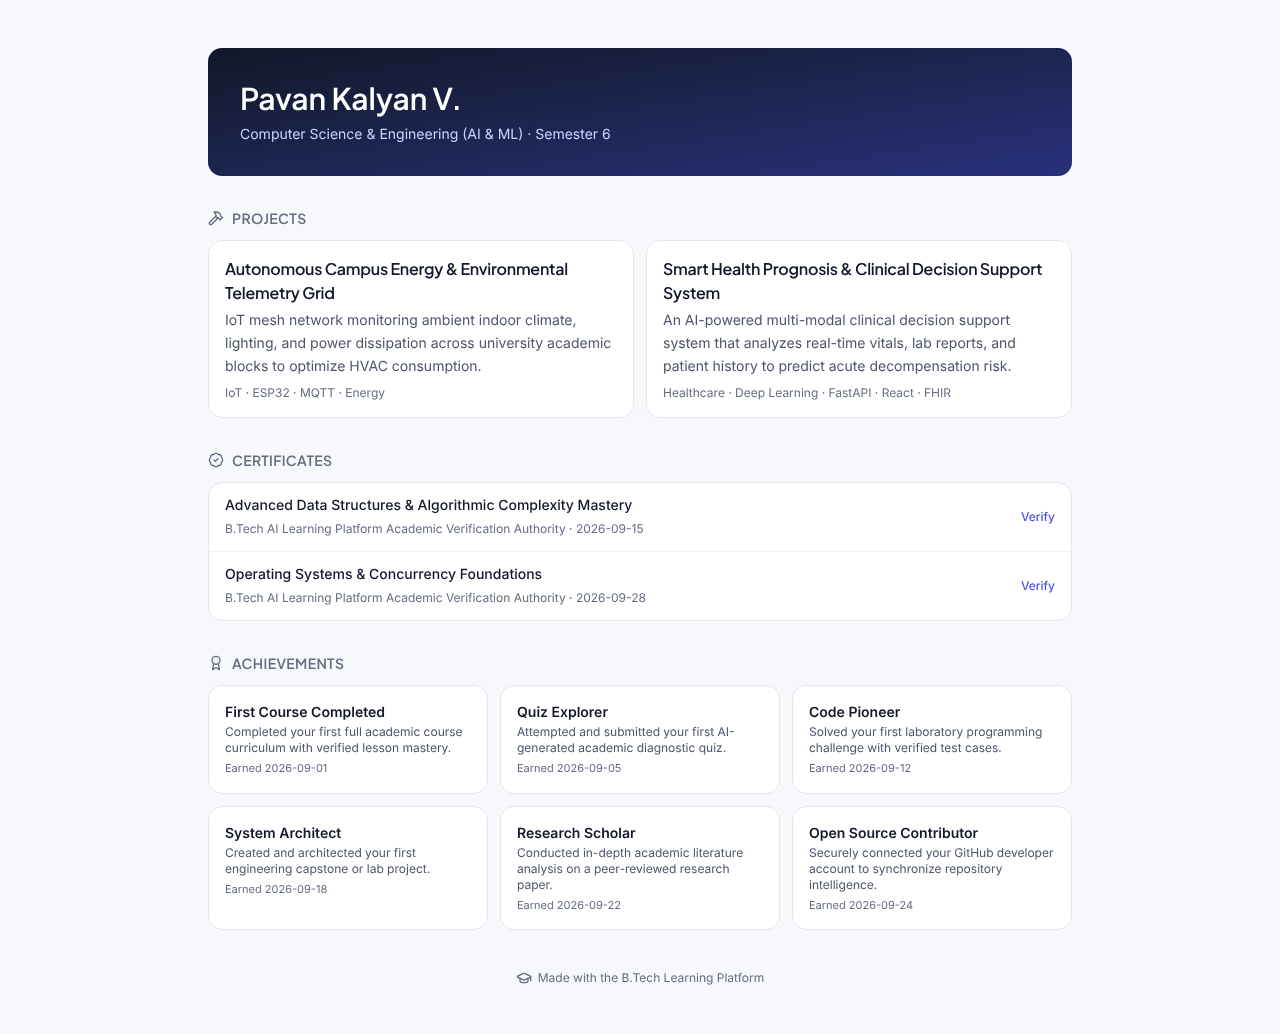 Pavan Kalyan V.
Computer Science & Engineering (AI & ML) · Semester 6
PROJECTS
Autonomous Campus Energy & Environmental
Telemetry Grid
IoT mesh network monitoring ambient indoor climate,
lighting, and power dissipation across university academic
blocks to optimize HVAC consumption.
IoT · ESP32 · MQTT · Energy
Smart Health Prognosis & Clinical Decision Support
System
An AI-powered multi-modal clinical decision support
system that analyzes real-time vitals, lab reports, and
patient history to predict acute decompensation risk.
Healthcare · Deep Learning · FastAPI · React · FHIR
CERTIFICATES
Advanced Data Structures & Algorithmic Complexity Mastery
B.Tech AI Learning Platform Academic Verification Authority · 2026-09-15
Verify
Operating Systems & Concurrency Foundations
B.Tech AI Learning Platform Academic Verification Authority · 2026-09-28
Verify
ACHIEVEMENTS
First Course Completed
Completed your first full academic course
curriculum with verified lesson mastery.
Earned 2026-09-01
Quiz Explorer
Attempted and submitted your first AI-
generated academic diagnostic quiz.
Earned 2026-09-05
Code Pioneer
Solved your first laboratory programming
challenge with verified test cases.
Earned 2026-09-12
System Architect
Created and architected your first
engineering capstone or lab project.
Earned 2026-09-18
Research Scholar
Conducted in-depth academic literature
analysis on a peer-reviewed research
paper.
Earned 2026-09-22
Open Source Contributor
Securely connected your GitHub developer
account to synchronize repository
intelligence.
Earned 2026-09-24
Made with the B.Tech Learning Platform